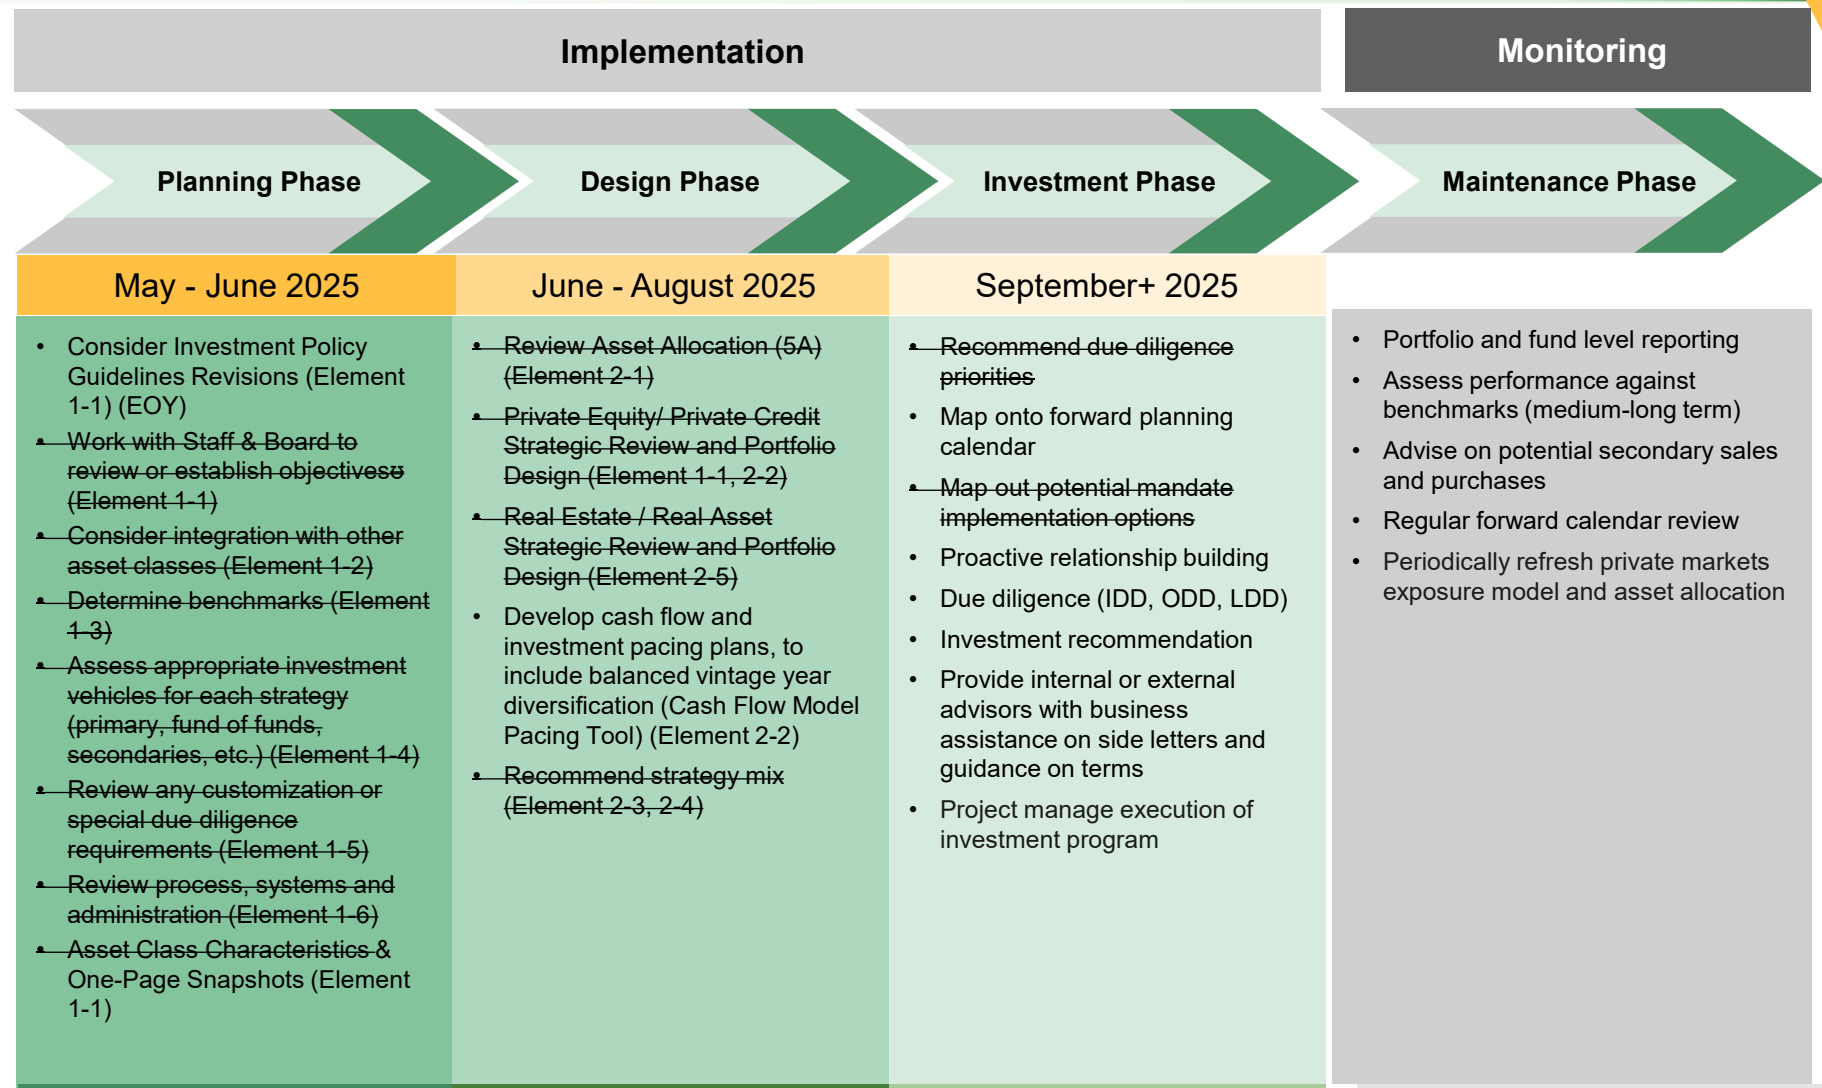 Implementation
Monitoring
Planning Phase
Design Phase
Investment Phase
Maintenance Phase
May - June 2025
June - August 2025
September+ 2025
• Consider Investment Policy
Guidelines Revisions (Element
1-1) (EOY)
• Work with Staff & Board to
review or establish objectives
(Element 1-1)
• Consider integration with other
asset classes (Element 1-2)
• Determine benchmarks (Element
1-3)
• Assess appropriate investment
vehicles for each strategy
(primary, fund of funds,
secondaries, etc.) (Element 1-4)
• Review any customization or
special due diligence
requirements (Element 1-5)
• Review process, systems and
administration (Element 1-6)
• Asset Class Characteristics &
One-Page Snapshots (Element
1-1)
• Review Asset Allocation (5A)
(Element 2-1)
• Private Equity/ Private Credit
Strategic Review and Portfolio
Design (Element 1-1, 2-2)
• Real Estate / Real Asset
Strategic Review and Portfolio
Design (Element 2-5)
• Develop cash flow and
investment pacing plans, to
include balanced vintage year
diversification (Cash Flow Model
Pacing Tool) (Element 2-2)
• Recommend strategy mix
(Element 2-3, 2-4)
• Recommend due diligence
priorities
• Map onto forward planning
calendar
• Map out potential mandate
implementation options
• Proactive relationship building
• Due diligence (IDD, ODD, LDD)
• Investment recommendation
• Provide internal or external
advisors with business
assistance on side letters and
guidance on terms
• Project manage execution of
investment program
• Portfolio and fund level reporting
• Assess performance against
benchmarks (medium-long term)
• Advise on potential secondary sales
and purchases
• Regular forward calendar review
• Periodically refresh private markets
exposure model and asset allocation